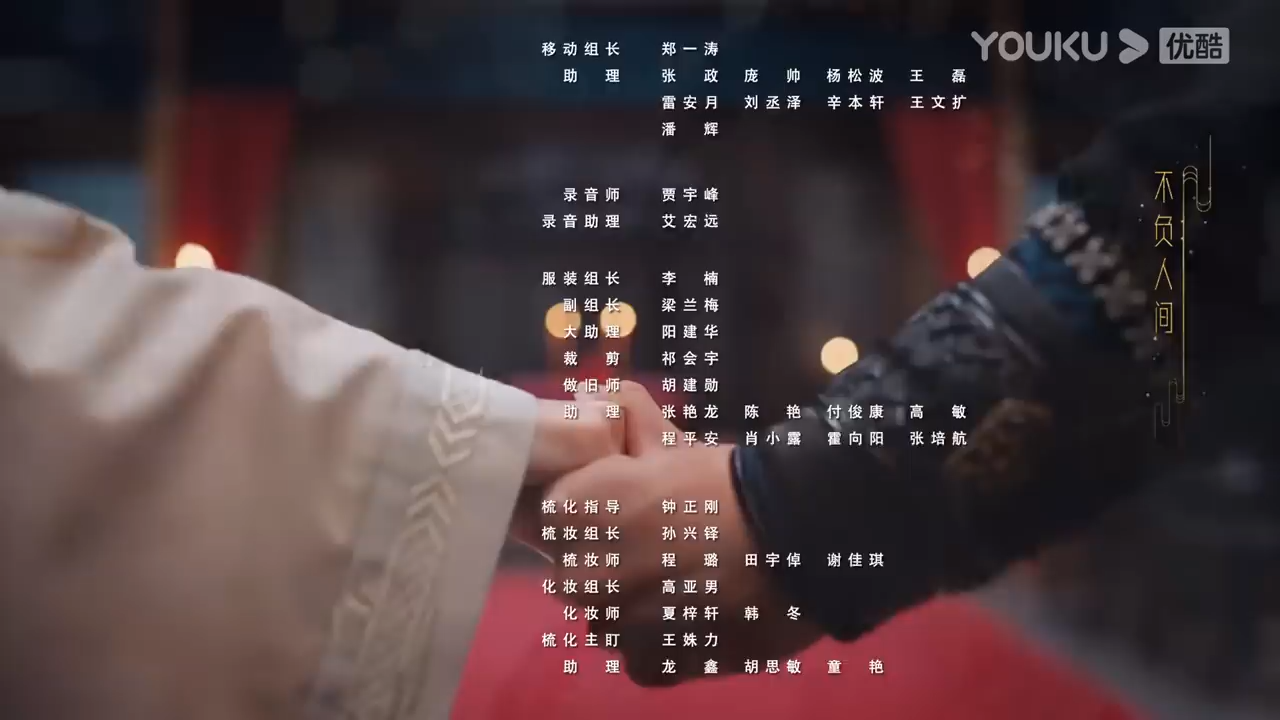 YOUKU 优酷
移动组长 郑一涛
助 理 张 政 庞 帅 杨松波 王 磊
雷安月 刘丞泽 辛本轩 王文扩
潘 辉
录音师 贾宇峰
录音助理 艾宏远
服装组长 李 楠
副组长 梁兰梅
大助理 阳建华
裁 剪 祁会宇
做旧师 胡建勋
助 理 张艳龙 陈 艳 付俊康 高 敏
程平安 肖小露 霍向阳 张培航
梳化指导 钟正刚
梳妆组长 孙兴铎
梳妆师 程 璐 田宇倬 谢佳琪
化妆组长 高亚男
化妆师 夏梓轩 韩 冬
梳化主盯 王姝力
助 理 龙 鑫 胡思敏 童 艳
不负人间